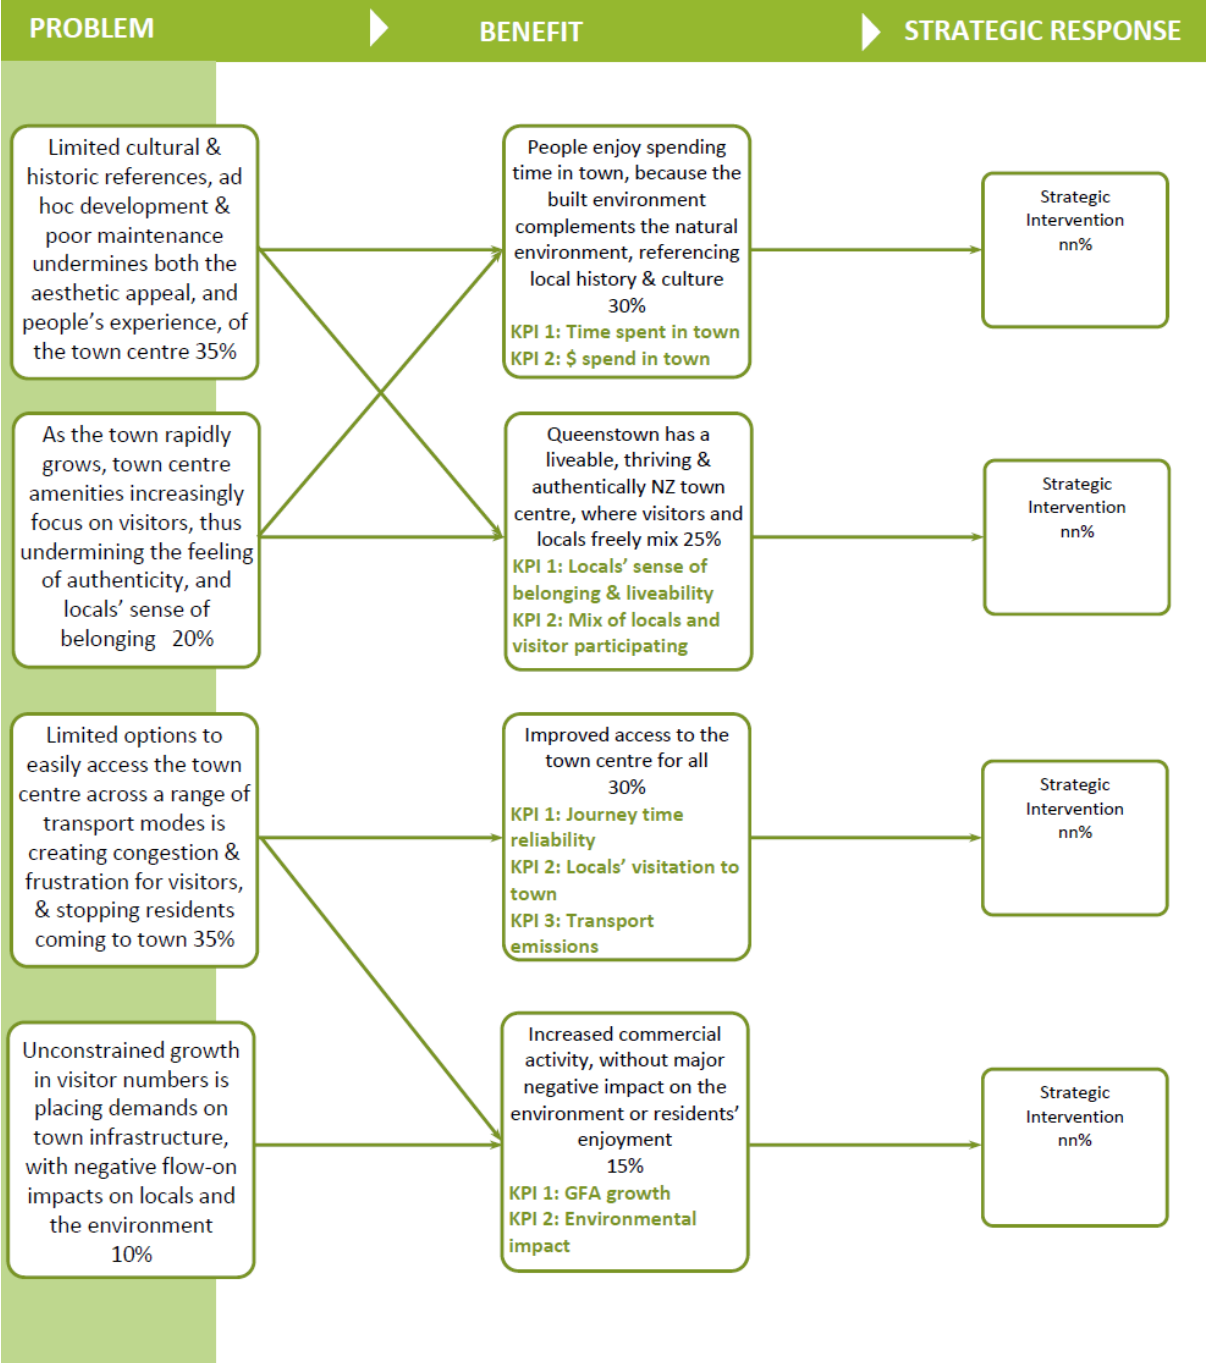 PROBLEM
BENEFIT
STRATEGIC RESPONSE
Limited cultural &
historic references, ad
hoc development &
poor maintenance
undermines both the
aesthetic appeal, and
people’s experience, of
the town centre 35%
People enjoy spending
time in town, because the
built environment
complements the natural
environment, referencing
local history & culture
30%
KPI 1: Time spent in town
KPI 2: $ spend in town
Strategic
Intervention
nn%
As the town rapidly
grows, town centre
amenities increasingly
focus on visitors, thus
undermining the feeling
of authenticity, and
locals’ sense of
belonging 20%
Queenstown has a
liveable, thriving &
authentically NZ town
centre, where visitors and
locals freely mix 25%
KPI 1: Locals’ sense of
belonging & liveability
KPI 2: Mix of locals and
visitor participating
Strategic
Intervention
nn%
Limited options to
easily access the town
centre across a range of
transport modes is
creating congestion &
frustration for visitors,
& stopping residents
coming to town 35%
Improved access to the
town centre for all
30%
KPI 1: Journey time
reliability
KPI 2: Locals’ visitation to
town
KPI 3: Transport
emissions
Strategic
Intervention
nn%
Unconstrained growth
in visitor numbers is
placing demands on
town infrastructure,
with negative flow-on
impacts on locals and
the environment
10%
Increased commercial
activity, without major
negative impact on the
environment or residents’
enjoyment
15%
KPI 1: GFA growth
KPI 2: Environmental
impact
Strategic
Intervention
nn%